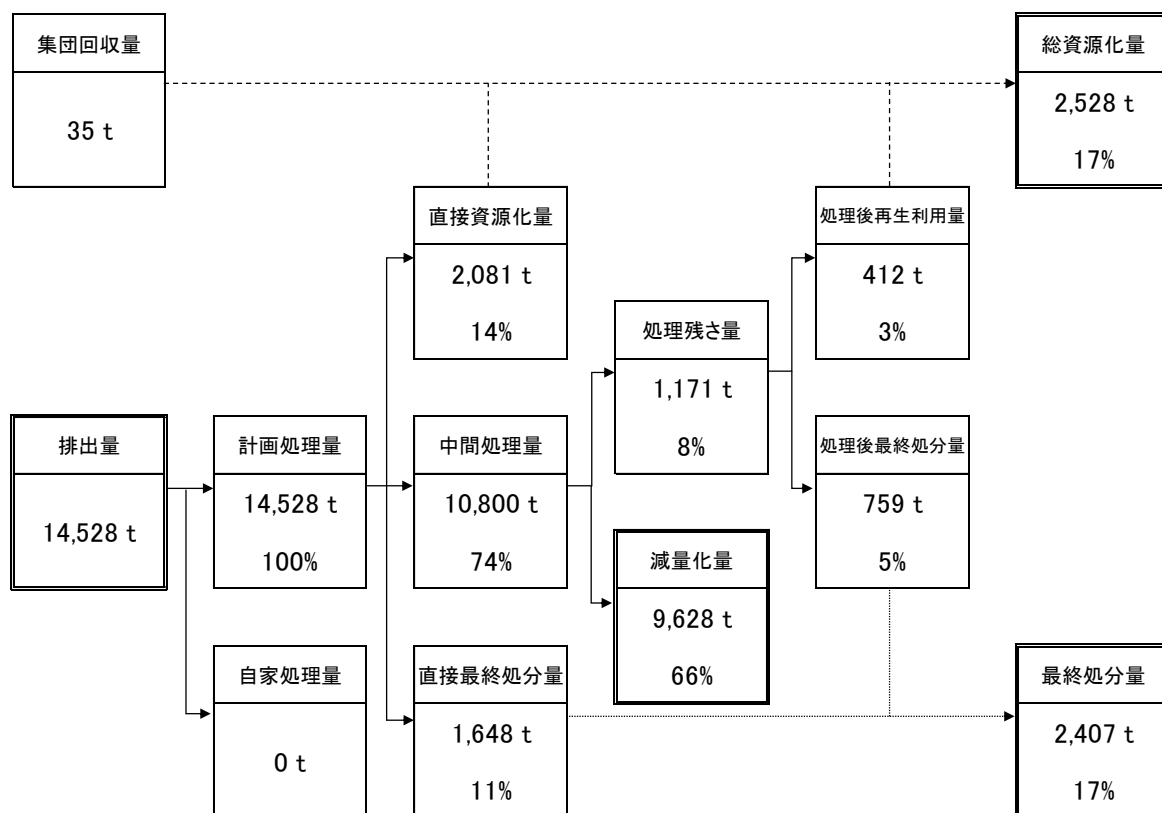 集団回収量
35 t
総資源化量
2,528 t
17%
直接資源化量
2,081 t
14%
処理後再生利用量
412 t
3%
処理残さ量
1,171 t
8%
排出量
14,528 t
計画処理量
14,528 t
100%
中間処理量
10,800 t
74%
処理後最終処分量
759 t
5%
減量化量
9,628 t
66%
自家処理量
0 t
直接最終処分量
1,648 t
11%
最終処分量
2,407 t
17%